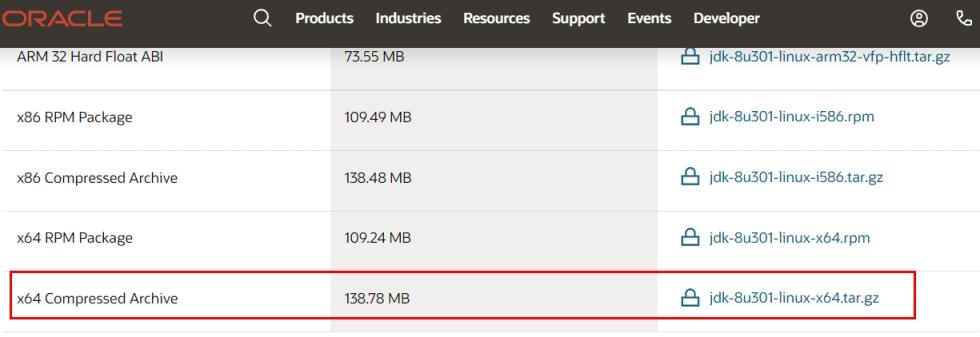 ORACLE Products Industries Resources Support Events Developer
ARM 32 Hard Float ABI 73.55 MB jdk-8u301-linux-arm32-vfp-hflt.tar.gz
x86 RPM Package 109.49 MB jdk-8u301-linux-i586.rpm
x86 Compressed Archive 138.48 MB jdk-8u301-linux-i586.tar.gz
x64 RPM Package 109.24 MB jdk-8u301-linux-x64.rpm
x64 Compressed Archive 138.78 MB jdk-8u301-linux-x64.tar.gz